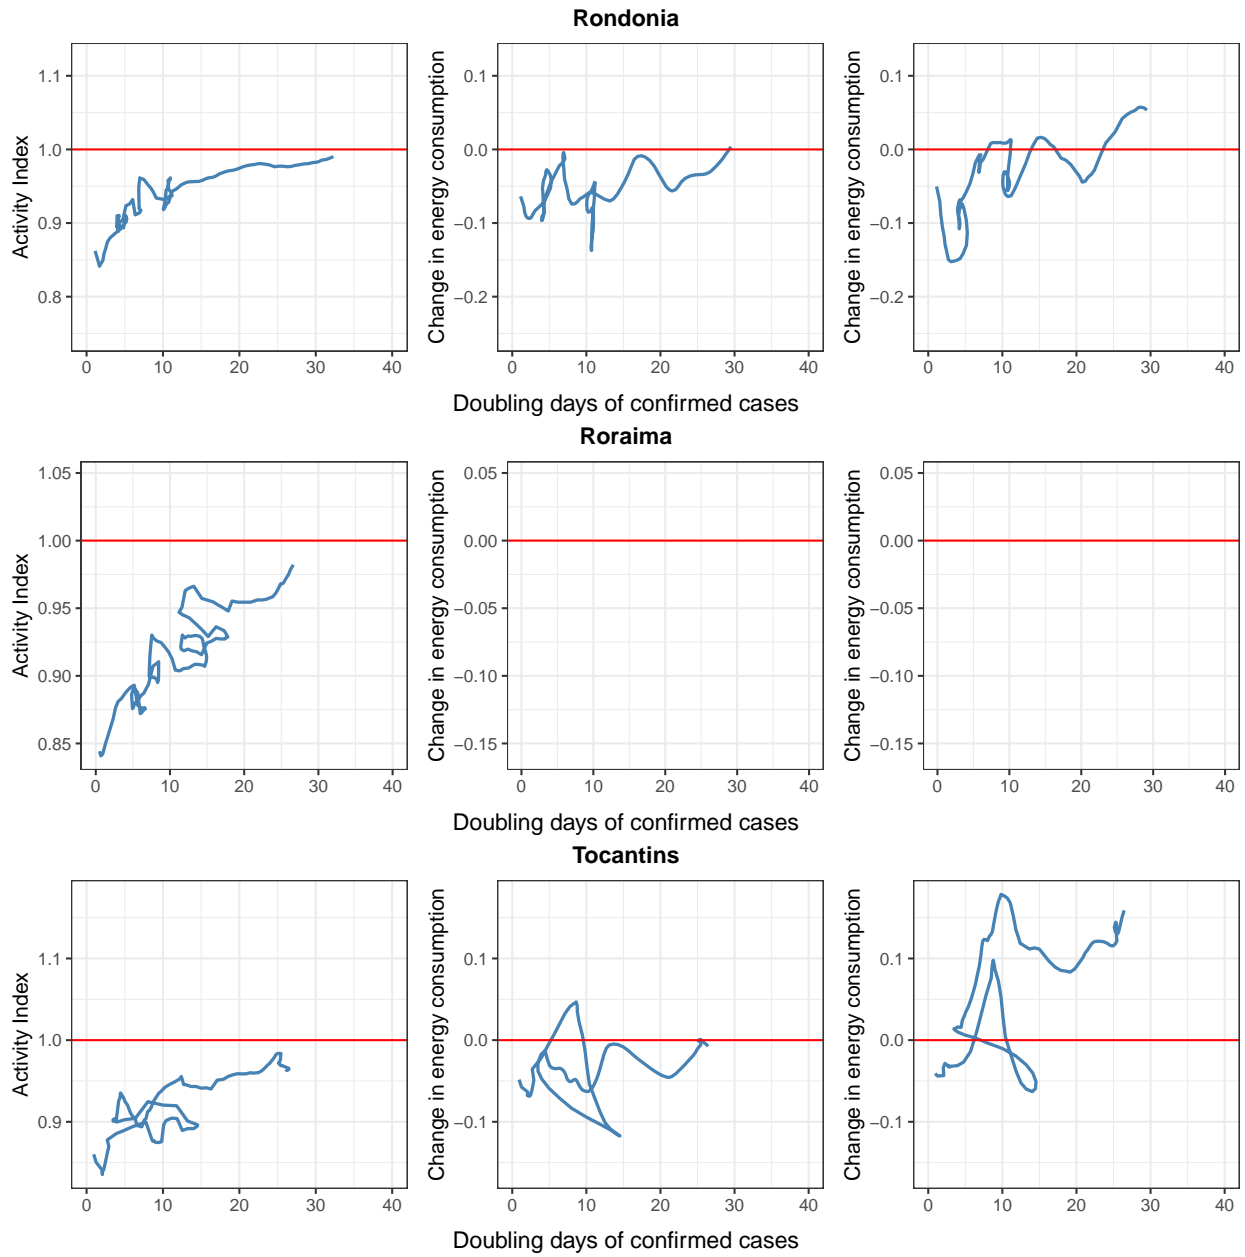 Rondonia
Activity Index
1.1
1.0
0.9
0.8
0 10 20 30 40
Change in energy consumption
0.1
0.0
−0.1
−0.2
0 10 20 30 40
Change in energy consumption
0.1
0.0
−0.1
−0.2
0 10 20 30 40
Doubling days of confirmed cases
Roraima
Activity Index
1.05
1.00
0.95
0.90
0.85
0 10 20 30 40
Change in energy consumption
0.05
0.00
−0.05
−0.10
−0.15
0 10 20 30 40
Change in energy consumption
0.05
0.00
−0.05
−0.10
−0.15
0 10 20 30 40
Doubling days of confirmed cases
Tocantins
Activity Index
1.1
1.0
0.9
0 10 20 30 40
Change in energy consumption
0.1
0.0
−0.1
0 10 20 30 40
Change in energy consumption
0.1
0.0
−0.1
0 10 20 30 40
Doubling days of confirmed cases